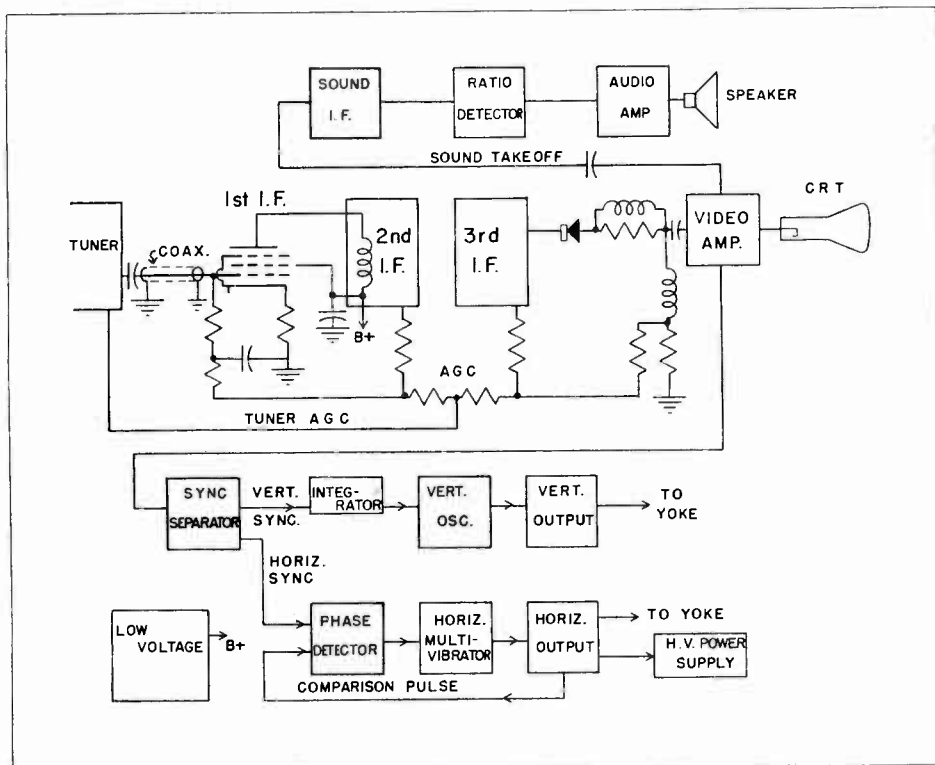 SOUND
I.F.
RATIO
DETECTOR
AUDIO
AMP
SPEAKER
SOUND TAKEOFF
CRT
1st I.F.
TUNER
COAX.
2nd
I.F.
3rd
I.F.
VIDEO
AMP.
B+
AGC
TUNER AGC
SYNC
SEPARATOR
VERT.
SYNC.
INTEG-
RATOR
VERT.
OSC.
VERT.
OUTPUT
TO
YOKE
HORIZ.
SYNC
LOW
VOLTAGE
B+
PHASE
DETECTOR
HORIZ.
MULTI-
VIBRATOR
HORIZ.
OUTPUT
TO YOKE
H.V. POWER
SUPPLY
COMPARISON PULSE